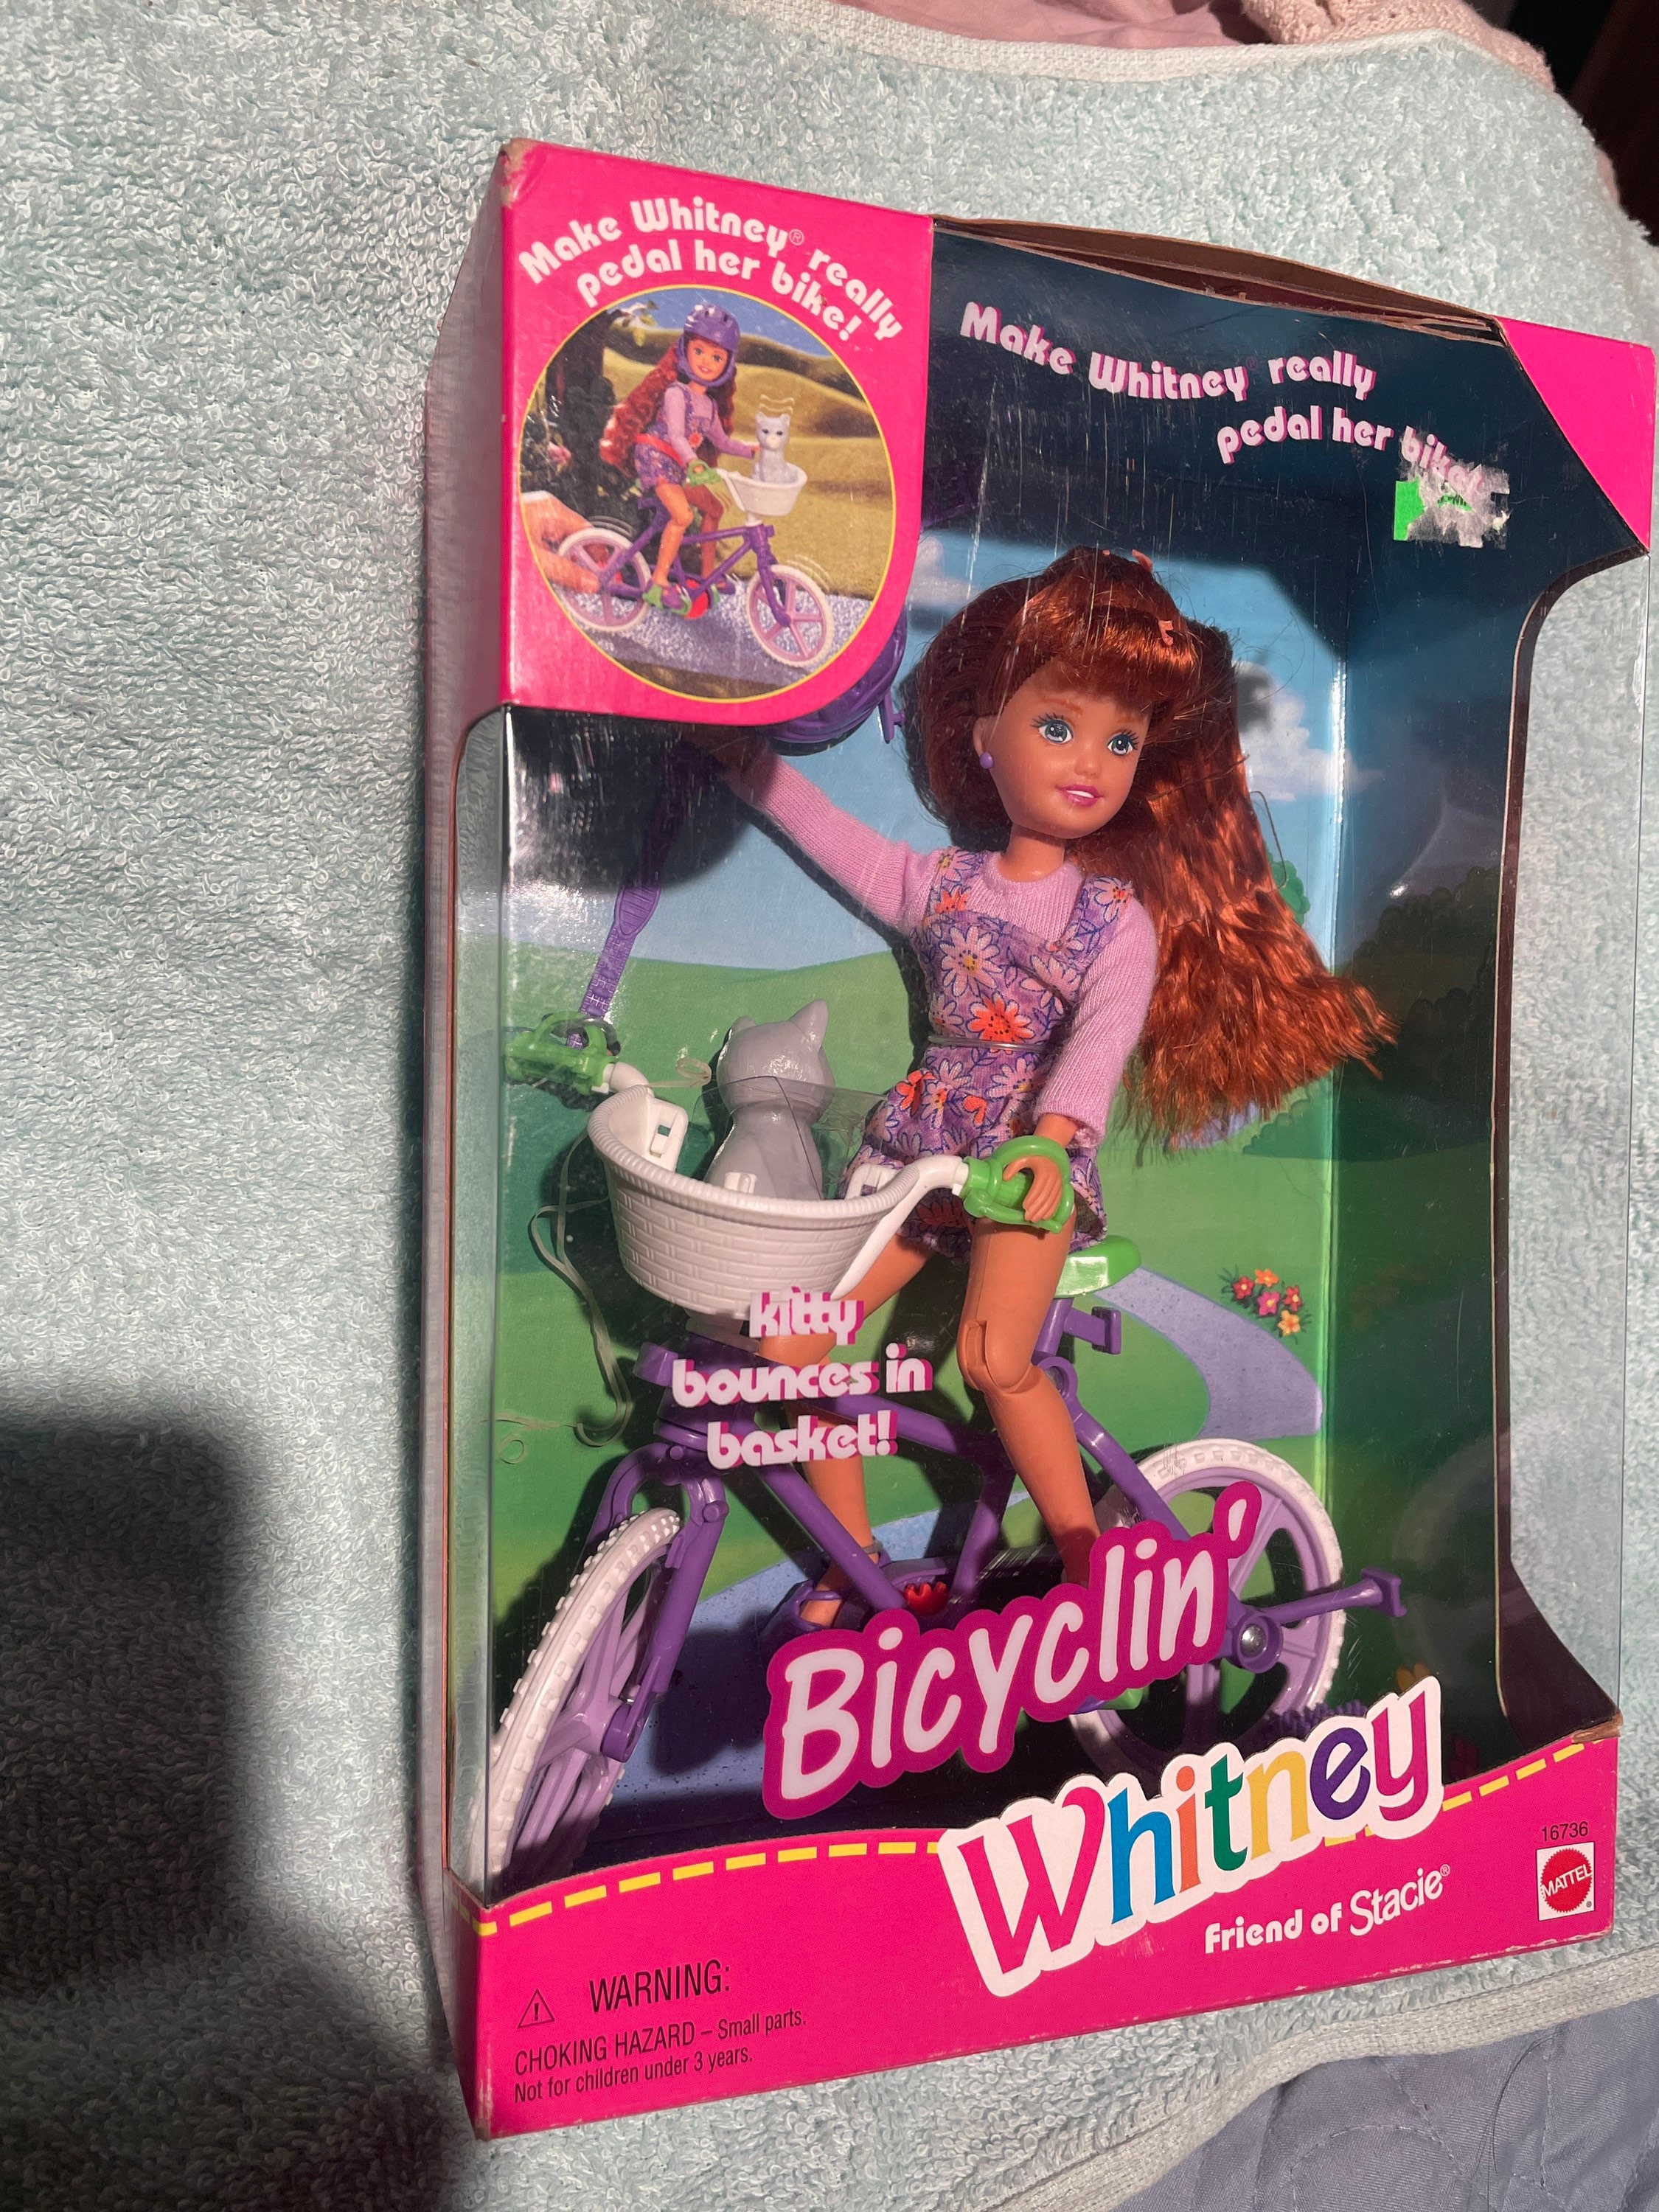 Make Whitney® really
pedal her bike!
Make Whitney® really
pedal her
kitty
bounces in
basket!
Bicyclin'
Whitney
Friend of Stacie®
16736
MATTEL
WARNING:
CHOKING HAZARD – Small parts.
Not for children under 3 years.